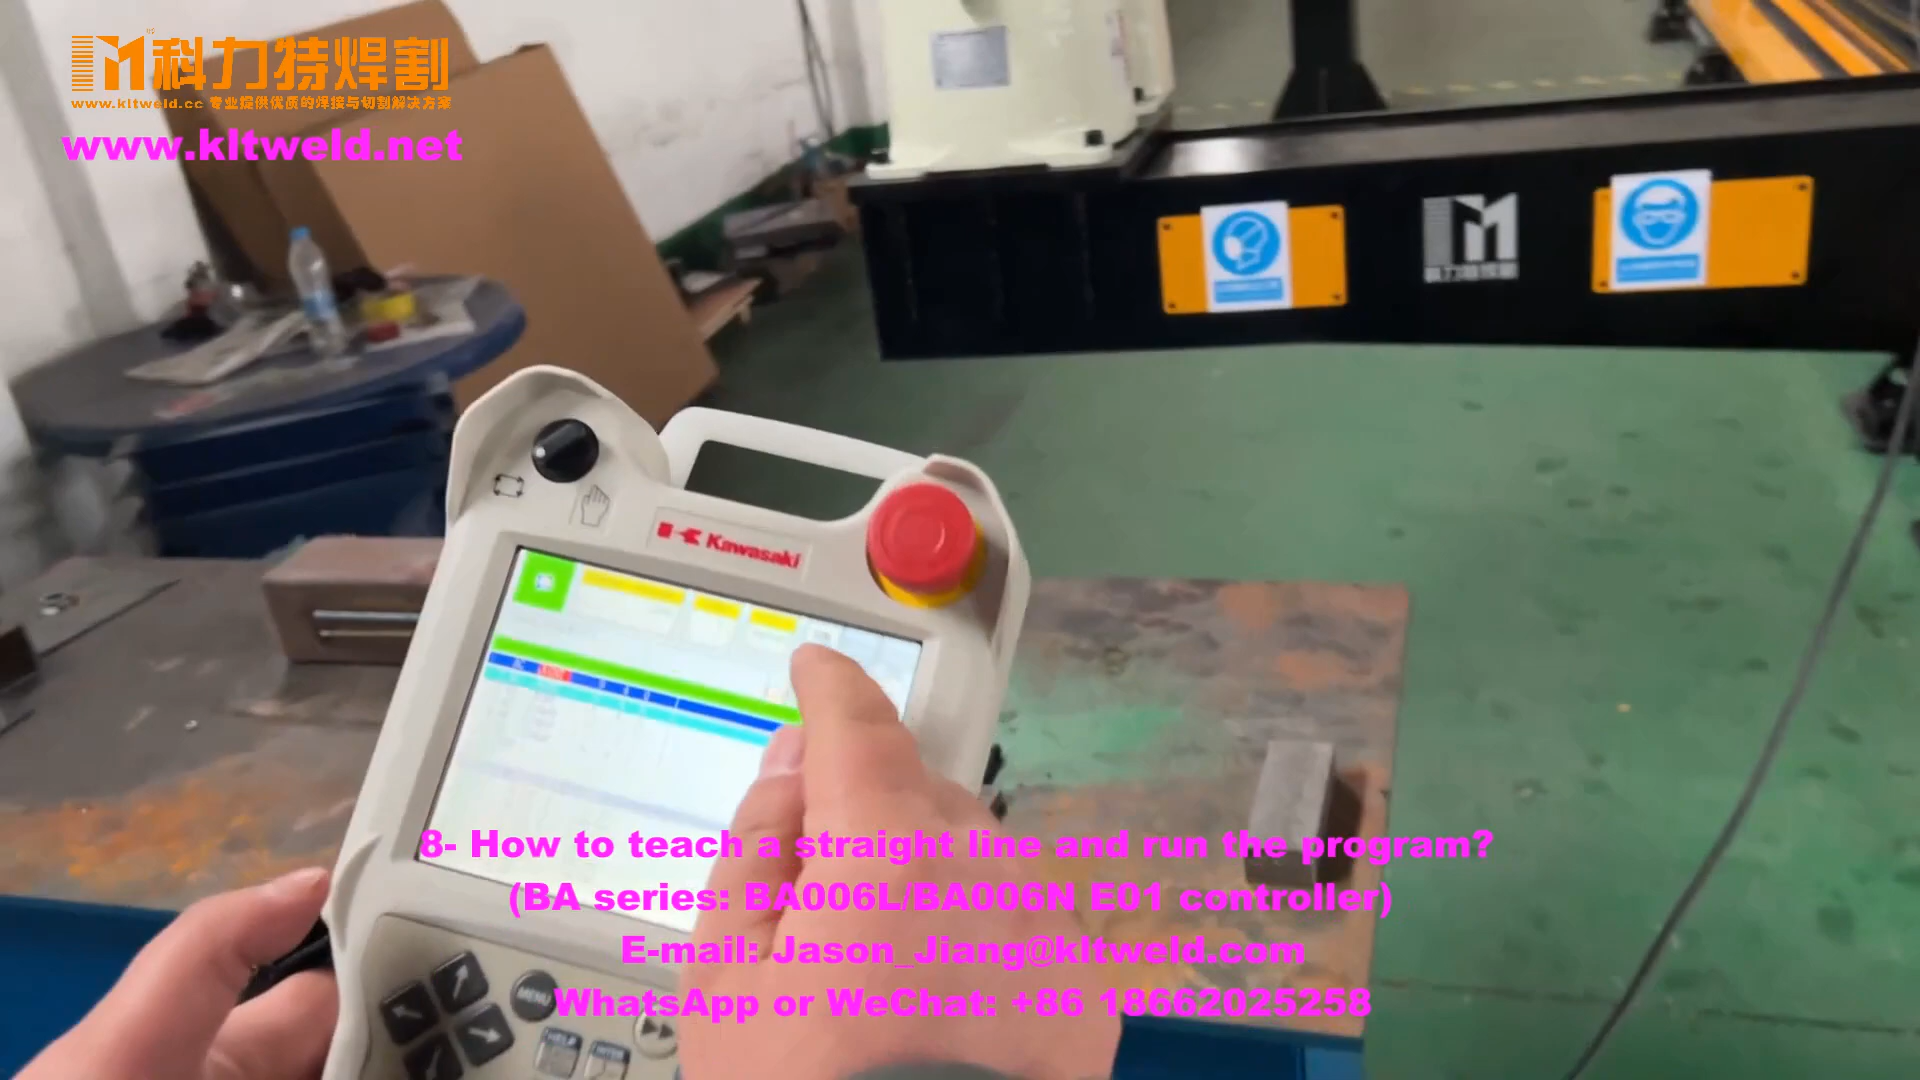 科力特焊割
www.kltweld.cc 专业提供优质的焊接与切割解决方案
www.kltweld.net
Kawasaki
8- How to teach a straight line and run the program?
(BA series: BA006L/BA006N E01 controller)
E-mail: Jason_Jiang@kltweld.com
WhatsApp or WeChat: +86 18662025258
MENU
HELP